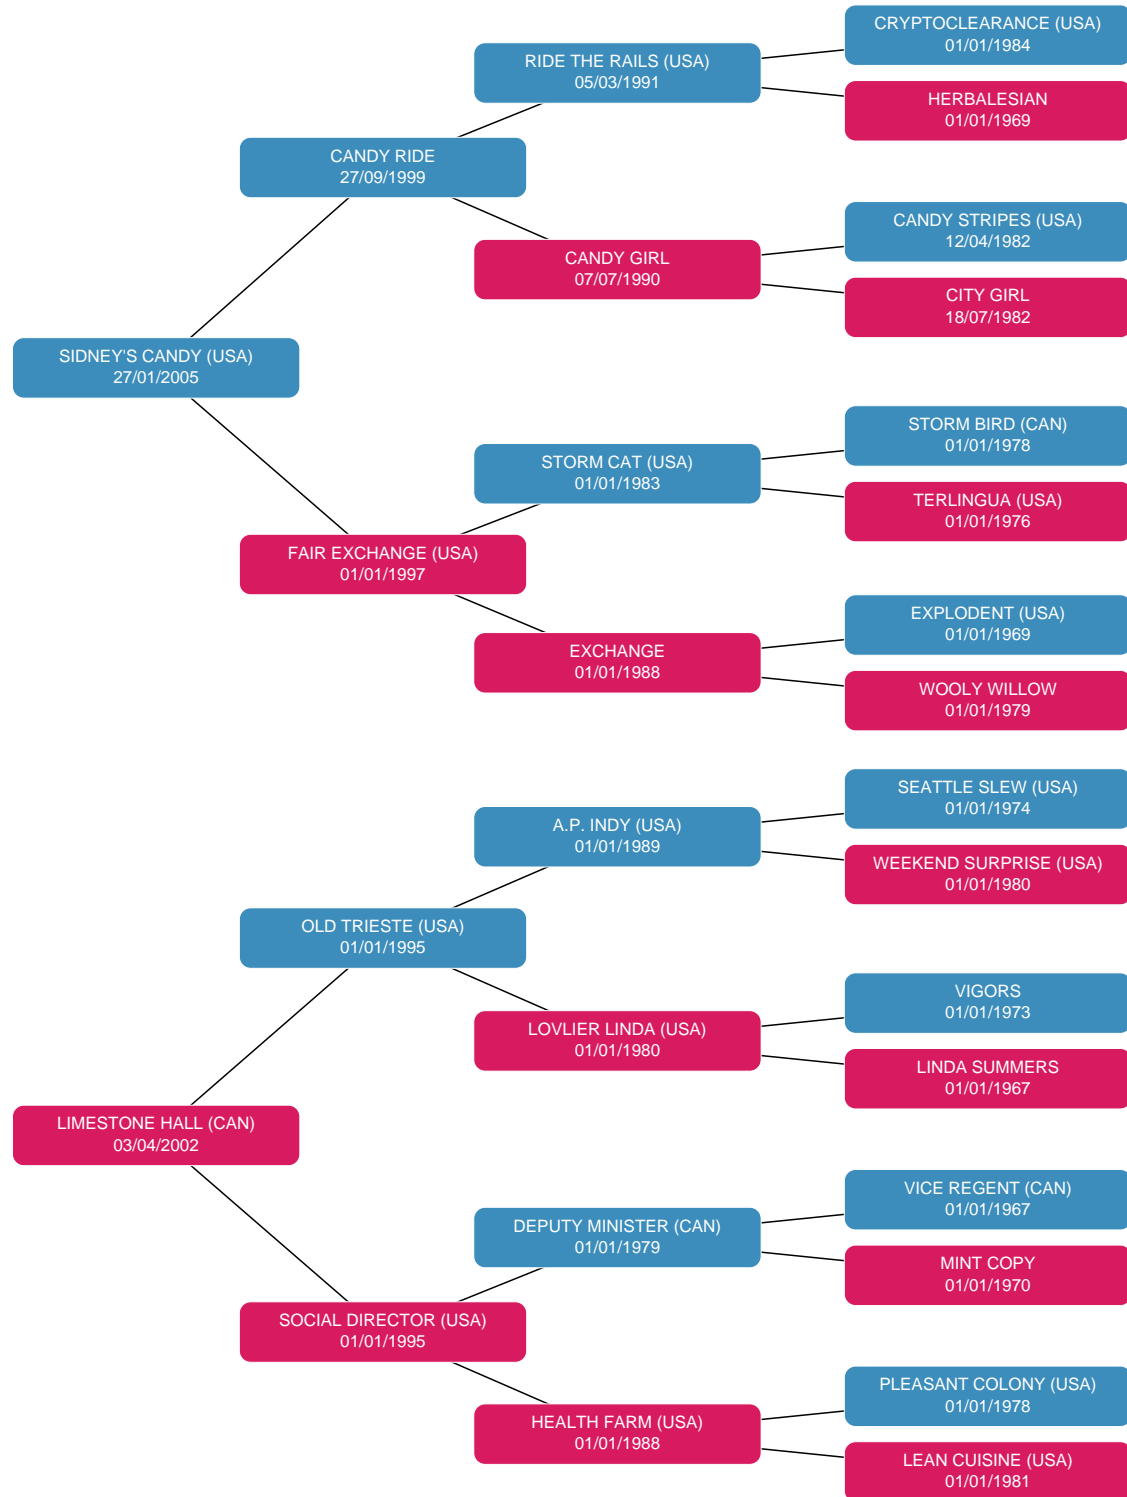 CRYPTOCLEARANCE (USA)
01/01/1984
RIDE THE RAILS (USA)
05/03/1991
HERBALESIAN
01/01/1969
CANDY RIDE
27/09/1999
CANDY STRIPES (USA)
12/04/1982
CANDY GIRL
07/07/1990
CITY GIRL
18/07/1982
SIDNEY'S CANDY (USA)
27/01/2005
STORM BIRD (CAN)
01/01/1978
STORM CAT (USA)
01/01/1983
TERLINGUA (USA)
01/01/1976
FAIR EXCHANGE (USA)
01/01/1997
EXPLODENT (USA)
01/01/1969
EXCHANGE
01/01/1988
WOOLY WILLOW
01/01/1979
SEATTLE SLEW (USA)
01/01/1974
A.P. INDY (USA)
01/01/1989
WEEKEND SURPRISE (USA)
01/01/1980
OLD TRIESTE (USA)
01/01/1995
VIGORS
01/01/1973
LOVLIER LINDA (USA)
01/01/1980
LINDA SUMMERS
01/01/1967
LIMESTONE HALL (CAN)
03/04/2002
VICE REGENT (CAN)
01/01/1967
DEPUTY MINISTER (CAN)
01/01/1979
MINT COPY
01/01/1970
SOCIAL DIRECTOR (USA)
01/01/1995
PLEASANT COLONY (USA)
01/01/1978
HEALTH FARM (USA)
01/01/1988
LEAN CUISINE (USA)
01/01/1981